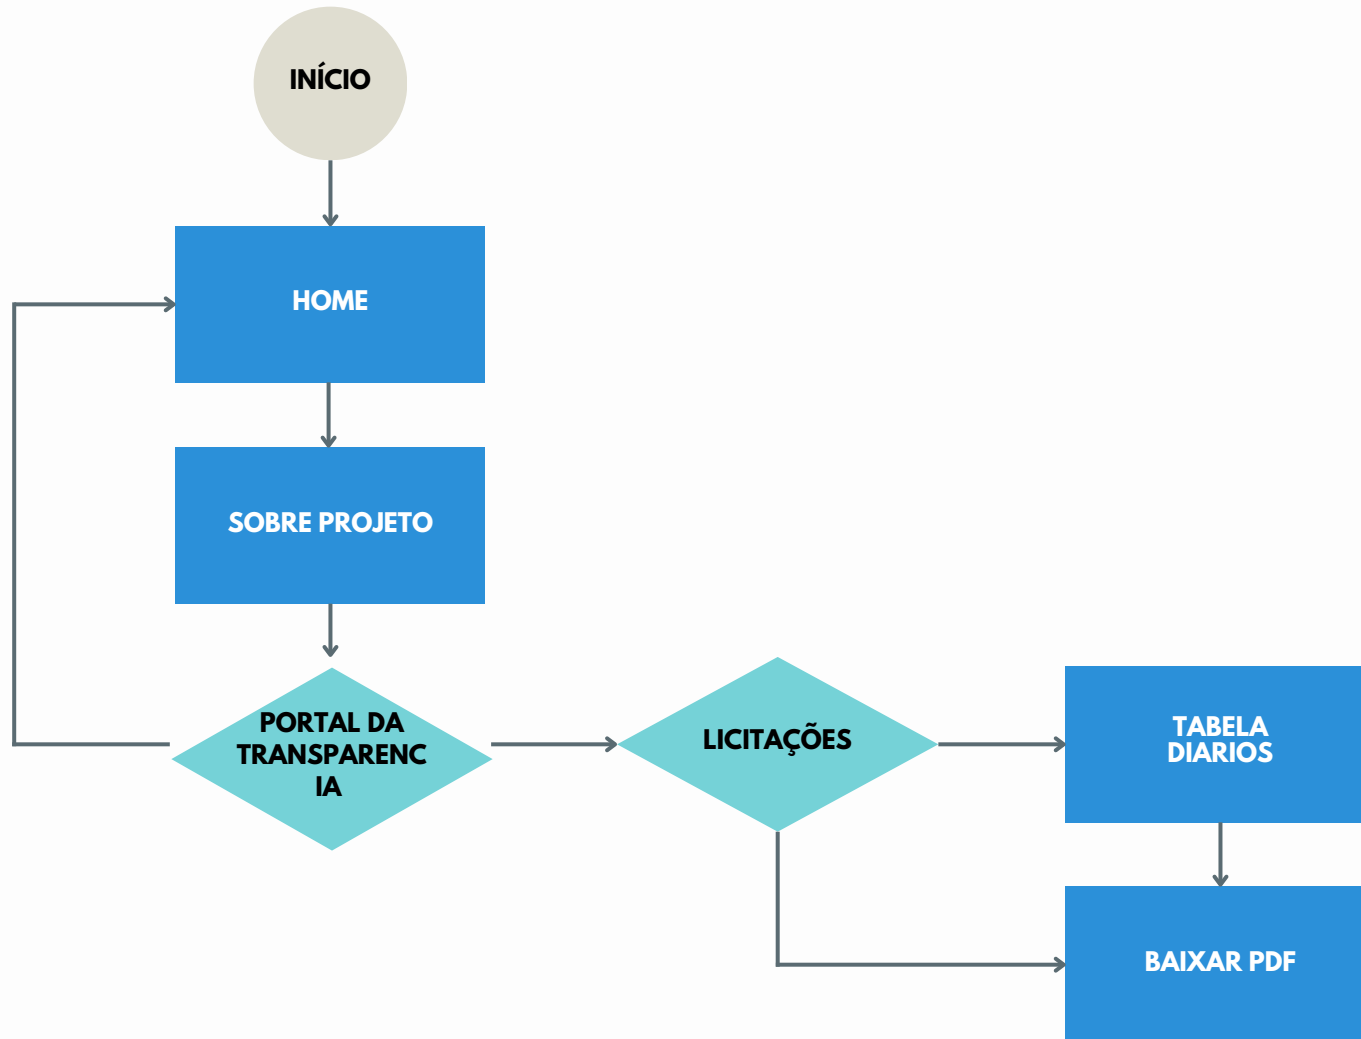 INÍCIO
HOME
SOBRE PROJETO
PORTAL DA
TRANSPARENC
IA
LICITAÇÕES
TABELA
DIARIOS
BAIXAR PDF